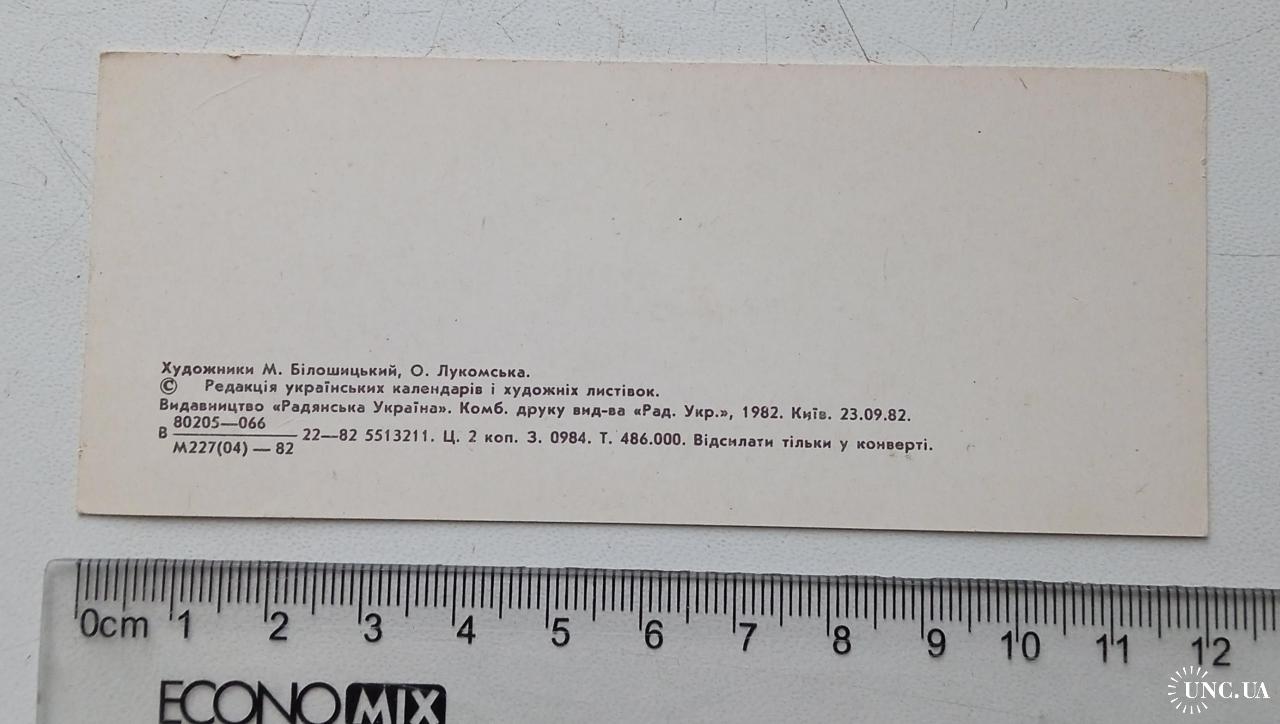 Художники М. Білошицький, О. Лукомська.
© Редакція українських календарів і художніх листівок.
Видавництво «Радянська Україна». Комб. друку вид-ва «Рад. Укр.», 1982. Київ. 23.09.82.
80205—066
В 22—82 5513211. Ц. 2 коп. З. 0984. Т. 486.000. Відсилати тільки у конверті.
М227(04) — 82
0cm 1 2 3 4 5 6 7 8 9 10 11 12
ECONOMIX
UNC.UA